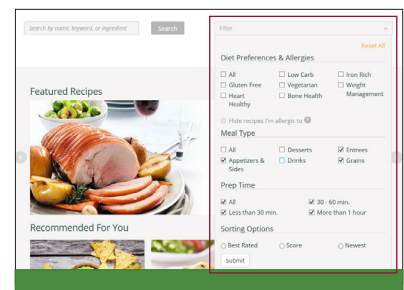 Search by name, keyword, or ingredient
Search
Filter
Reset All
Diet Preferences & Allergies
All
Low Carb
Iron Rich
Gluten Free
Vegetarian
Weight
Management
Heart
Healthy
Bone Health
Hide recipes I'm allergic to ?
Meal Type
All
Desserts
Entrees
Appetizers &
Sides
Drinks
Grains
Prep Time
All
30 - 60 min.
Less than 30 min.
More than 1 hour
Sorting Options
Best Rated
Score
Newest
Submit
Featured Recipes
Recommended For You